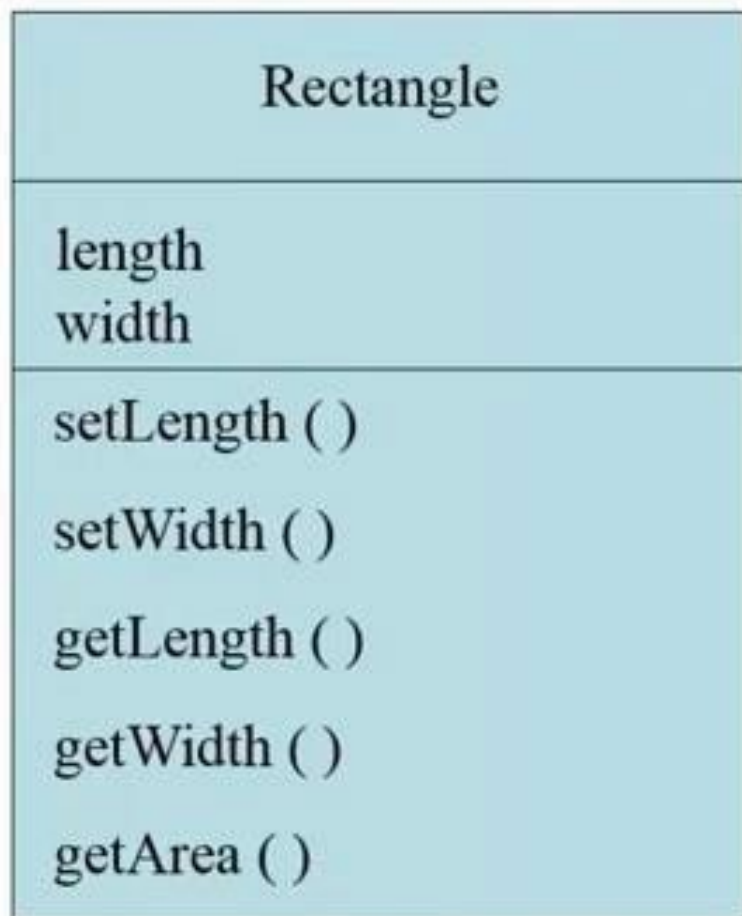 Rectangle
length
width
setLength ( )
setWidth ( )
getLength ( )
getWidth ( )
getArea ( )